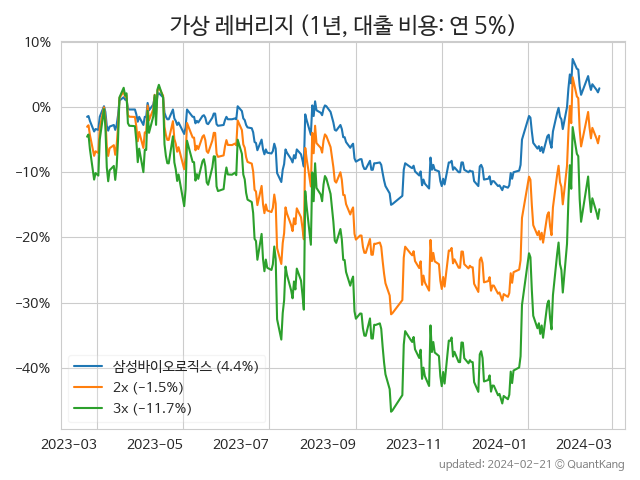 가상 레버리지 (1년, 대출 비용: 연 5%)
10%
0%
−10%
−20%
−30%
−40%
삼성바이오로직스 (4.4%)
2x (−1.5%)
3x (−11.7%)
2023−03 2023−05 2023−07 2023−09 2023−11 2024−01 2024−03
updated: 2024−02−21 © QuantKang